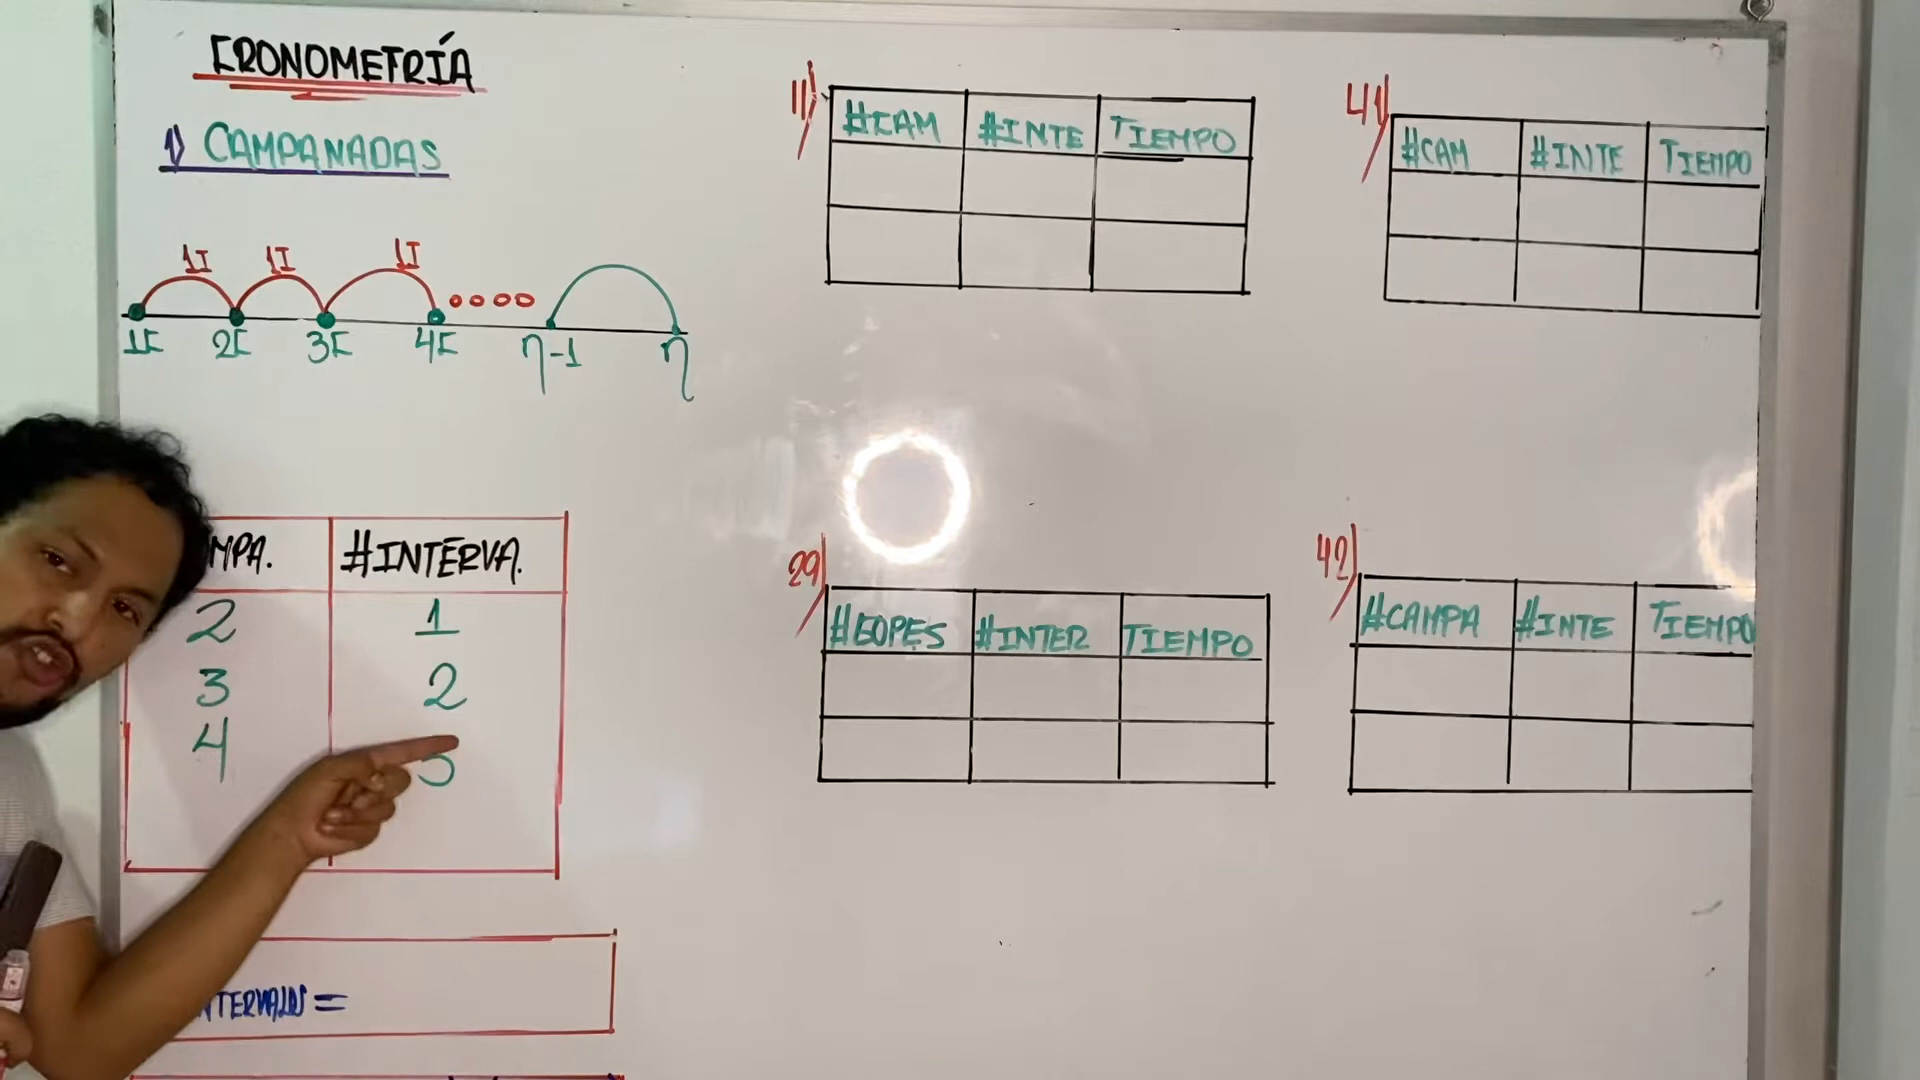 CRONOMETRÍA
1) CAMPANADAS
1I 1I 1I
1C 2C 3C 4C n-1 n
MPA. #INTERVA.
2 1
3 2
4 3
NTERVALOS =
11)
#CAM #INTE TIEMPO
29)
#GOPES #INTER TIEMPO
41)
#CAM #INTE TIEMPO
42)
#CAMPA #INTE TIEMPO